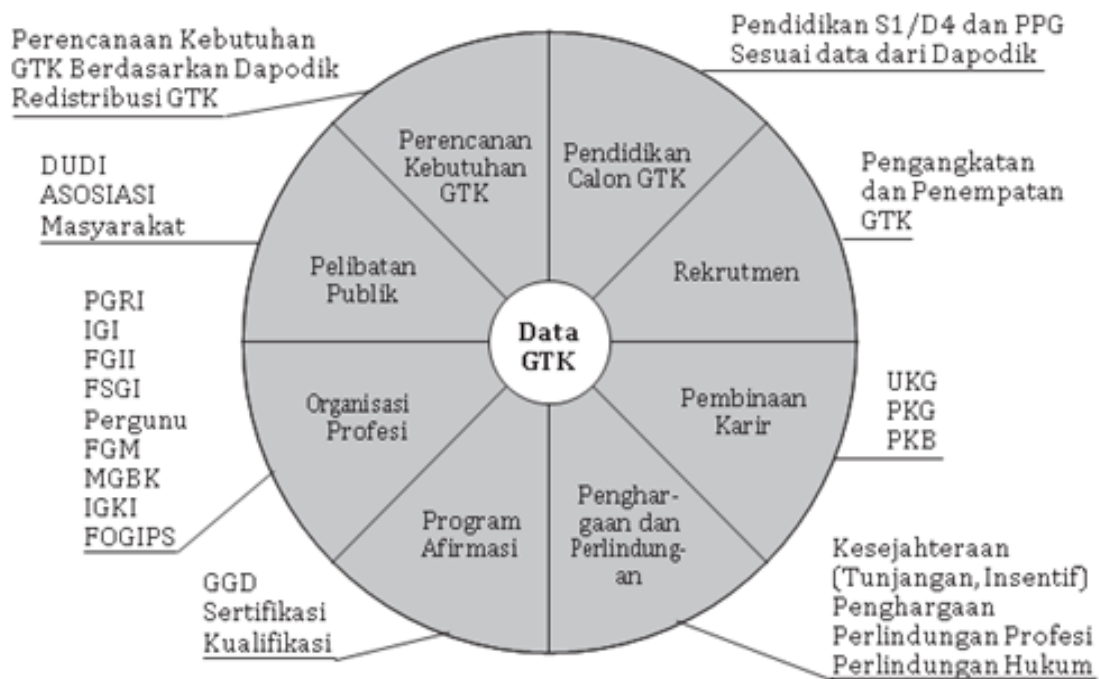 Perencanaan Kebutuhan
GTK Berdasarkan Dapodik
Redistribusi GTK
Pendidikan S1/D4 dan PPG
Sesuai data dari Dapodik
Perencanan
Kebutuhan
GTK
Pendidikan
Calon GTK
DUDI
ASOSIASI
Masyarakat
Pengangkatan
dan Penempatan
GTK
Pelibatan
Publik
Rekrutmen
Data
GTK
PGRI
IGI
FGII
FSGI
Pergunu
FGM
MGBK
IGKI
FOGIPS
Organisasi
Profesi
Pembinaan
Karir
UKG
PKG
PKB
Program
Afirmasi
Penghar-
gaan dan
Perlindung-
an
GGD
Sertifikasi
Kualifikasi
Kesejahteraan
(Tunjangan, Insentif)
Penghargaan
Perlindungan Profesi
Perlindungan Hukum